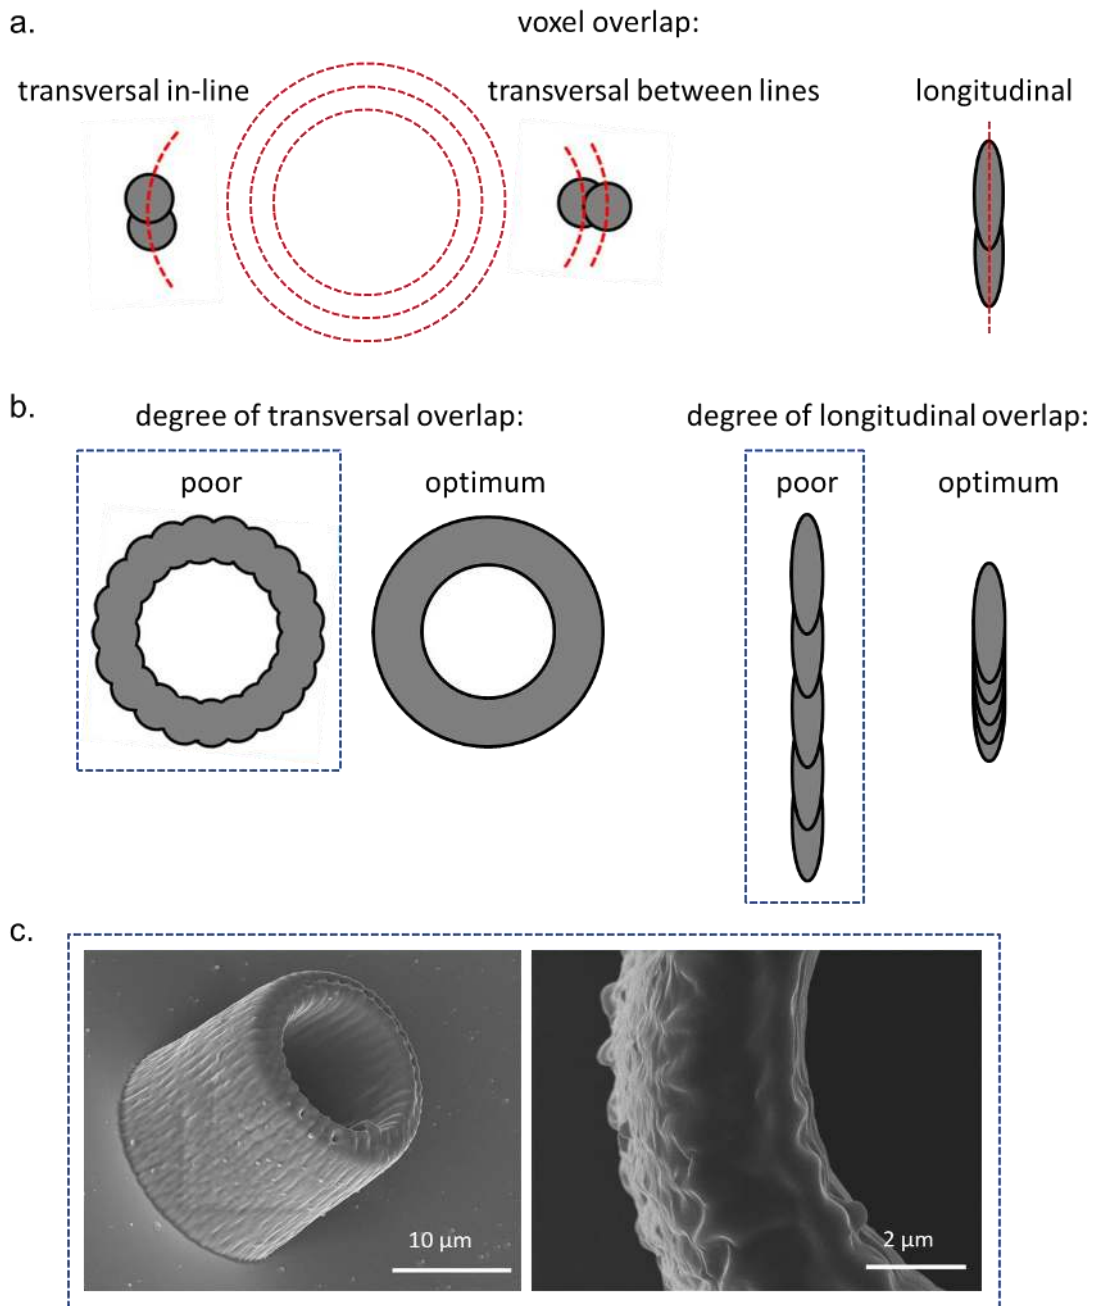 a.
voxel overlap:
transversal in-line
transversal between lines
longitudinal
b.
degree of transversal overlap:
degree of longitudinal overlap:
poor
optimum
poor
optimum
c.
10 μm
2 μm